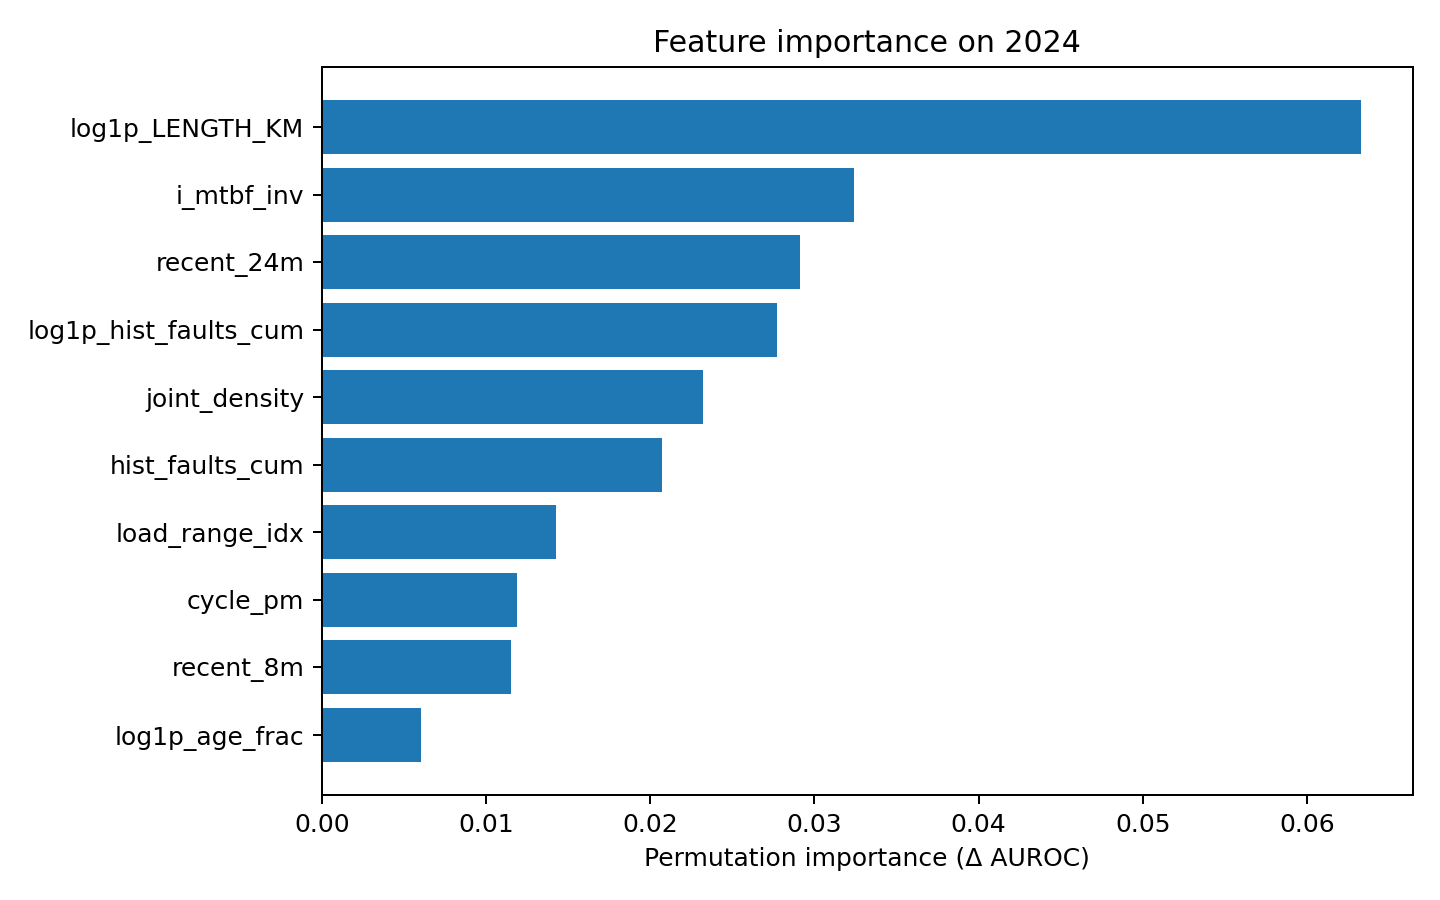 Feature importance on 2024
log1p_LENGTH_KM
i_mtbf_inv
recent_24m
log1p_hist_faults_cum
joint_density
hist_faults_cum
load_range_idx
cycle_pm
recent_8m
log1p_age_frac
0.00 0.01 0.02 0.03 0.04 0.05 0.06
Permutation importance (Δ AUROC)